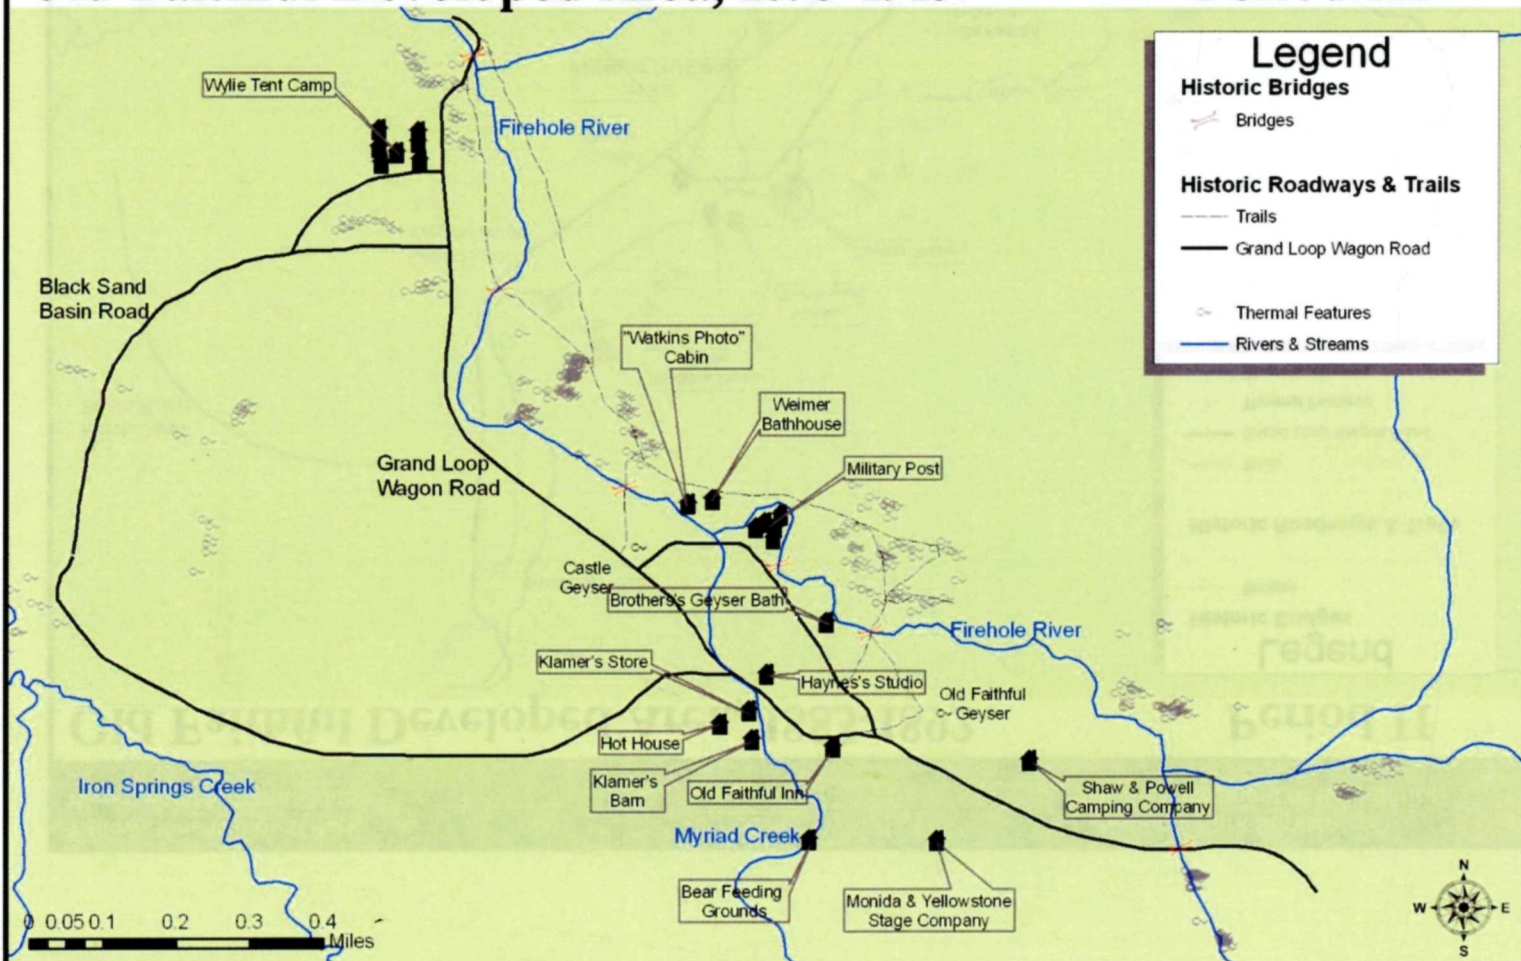 Legend
Historic Bridges
Bridges
Historic Roadways & Trails
Trails
Grand Loop Wagon Road
Thermal Features
Rivers & Streams
Wylie Tent Camp
Firehole River
Black Sand
Basin Road
"Watkins Photo"
Cabin
Weimer
Bathhouse
Military Post
Grand Loop
Wagon Road
Castle
Geyser
Brothers's Geyser Bath
Firehole River
Klamer's Store
Haynes's Studio
Old Faithful
Geyser
Hot House
Klamer's
Barn
Old Faithful Inn
Shaw & Powell
Camping Company
Iron Springs Creek
Myriad Creek
Bear Feeding
Grounds
Monida & Yellowstone
Stage Company
0 0.05 0.1 0.2 0.3 0.4
Miles
N
W E
S